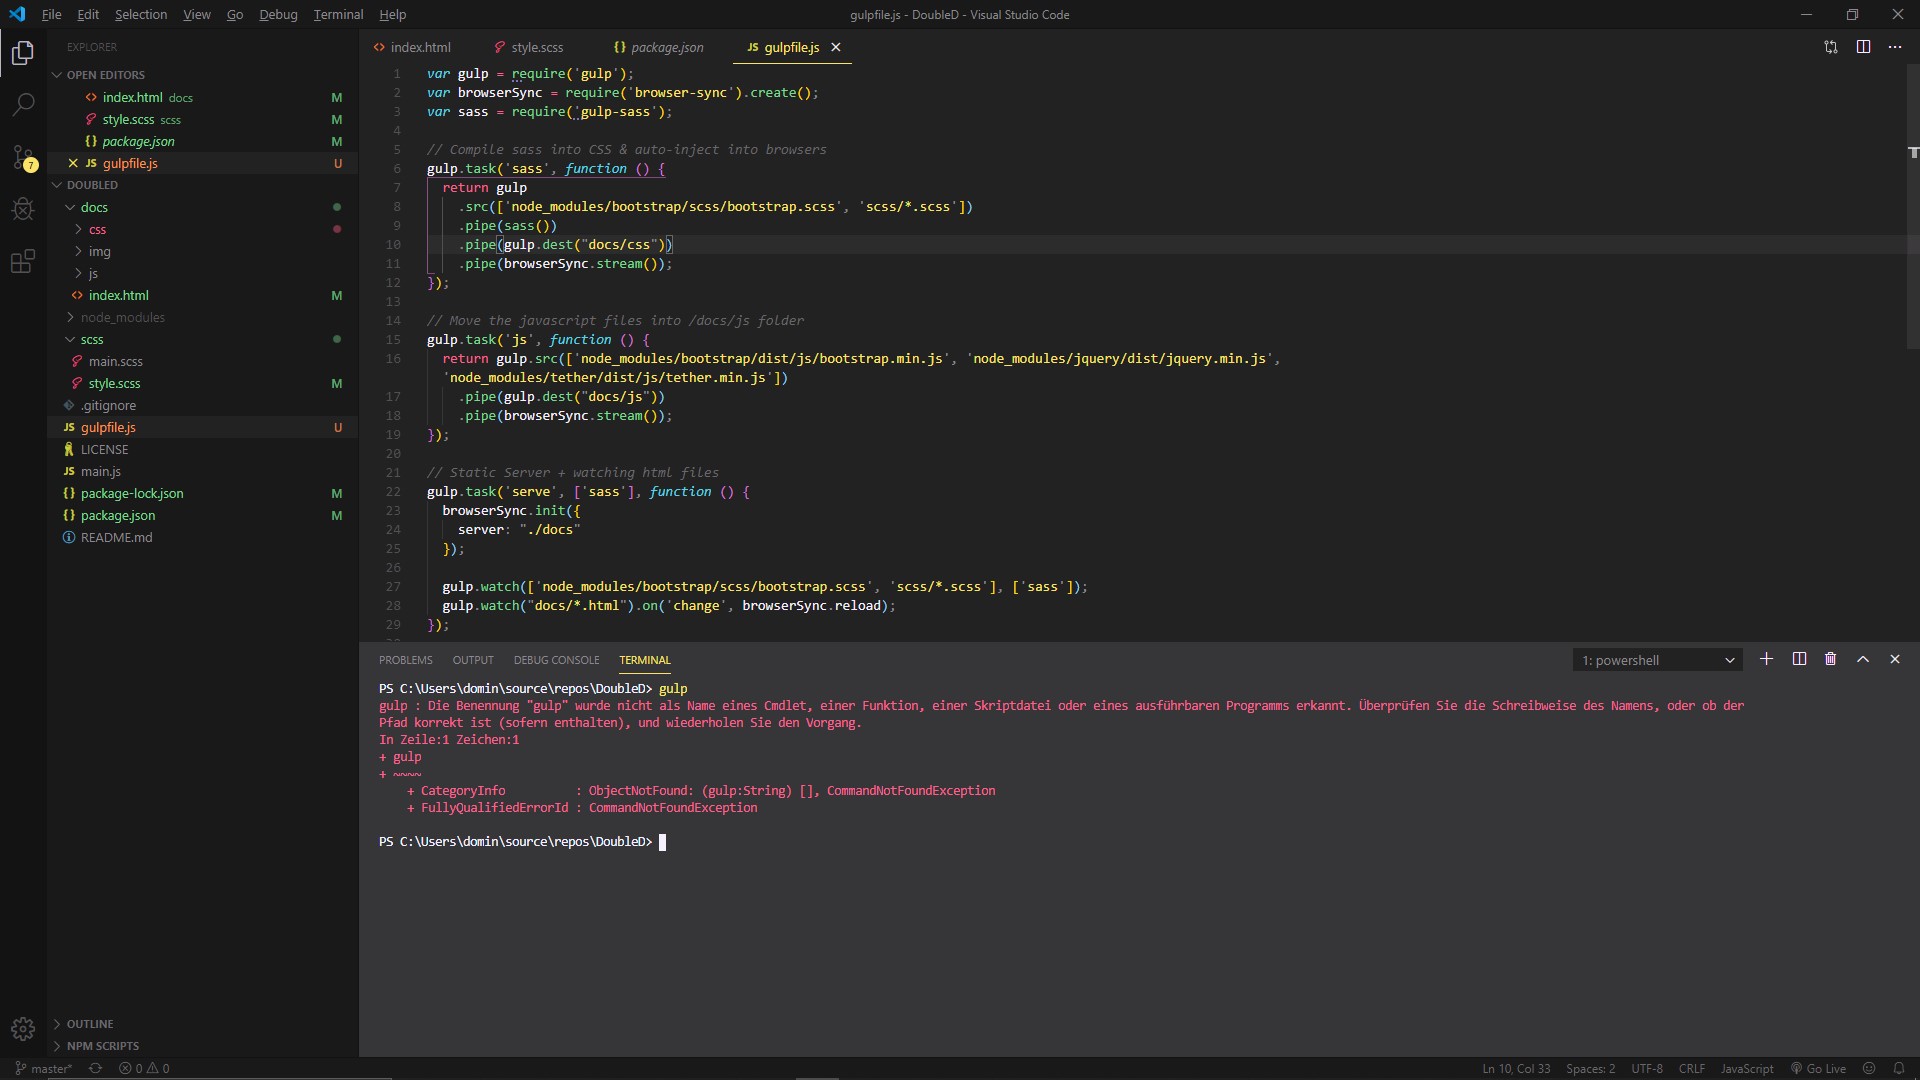 File Edit Selection View Go Debug Terminal Help
gulpfile.js - DoubleD - Visual Studio Code
EXPLORER
OPEN EDITORS
index.html docs M
style.scss scss M
package.json M
JS gulpfile.js U
DOUBLED
docs
css
img
js
index.html M
node_modules
scss
main.scss
style.scss M
.gitignore
JS gulpfile.js U
LICENSE
JS main.js
{} package-lock.json M
{} package.json M
README.md
OUTLINE
NPM SCRIPTS
7
index.html style.scss {} package.json JS gulpfile.js
1 var gulp = require('gulp');
2 var browserSync = require('browser-sync').create();
3 var sass = require('gulp-sass');
4
5 // Compile sass into CSS & auto-inject into browsers
6 gulp.task('sass', function () {
7 return gulp
8 .src(['node_modules/bootstrap/scss/bootstrap.scss', 'scss/*.scss'])
9 .pipe(sass())
10 .pipe(gulp.dest("docs/css"))
11 .pipe(browserSync.stream());
12 });
13
14 // Move the javascript files into /docs/js folder
15 gulp.task('js', function () {
16 return gulp.src(['node_modules/bootstrap/dist/js/bootstrap.min.js', 'node_modules/jquery/dist/jquery.min.js',
'node_modules/tether/dist/js/tether.min.js'])
17 .pipe(gulp.dest("docs/js"))
18 .pipe(browserSync.stream());
19 });
20
21 // Static Server + watching html files
22 gulp.task('serve', ['sass'], function () {
23 browserSync.init({
24 server: "./docs"
25 });
26
27 gulp.watch(['node_modules/bootstrap/scss/bootstrap.scss', 'scss/*.scss'], ['sass']);
28 gulp.watch("docs/*.html").on('change', browserSync.reload);
29 });
PROBLEMS OUTPUT DEBUG CONSOLE TERMINAL
1: powershell
PS C:\Users\domin\source\repos\DoubleD> gulp
gulp : Die Benennung "gulp" wurde nicht als Name eines Cmdlet, einer Funktion, einer Skriptdatei oder eines ausführbaren Programms erkannt. Überprüfen Sie die Schreibweise des Namens, oder ob der
Pfad korrekt ist (sofern enthalten), und wiederholen Sie den Vorgang.
In Zeile:1 Zeichen:1
+ gulp
+ ~~~~
+ CategoryInfo : ObjectNotFound: (gulp:String) [], CommandNotFoundException
+ FullyQualifiedErrorId : CommandNotFoundException
PS C:\Users\domin\source\repos\DoubleD>
master* 0 0
Ln 10, Col 33 Spaces: 2 UTF-8 CRLF JavaScript Go Live